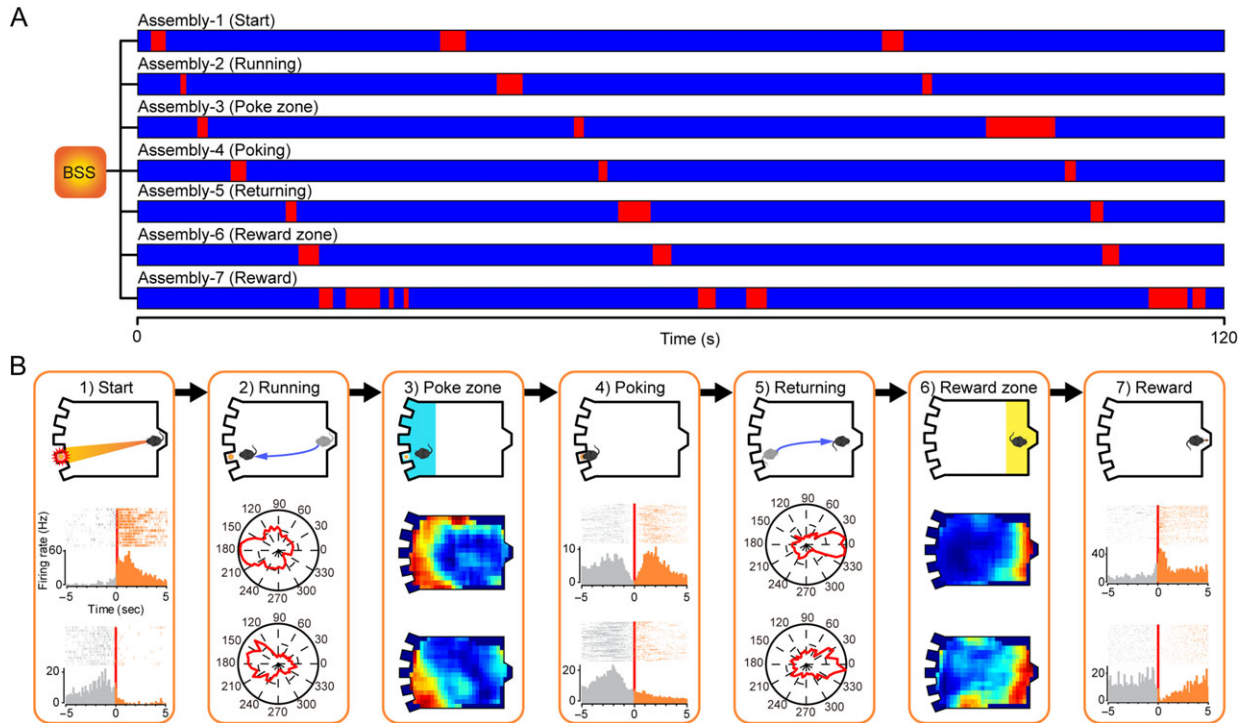 A
Assembly-1 (Start)
Assembly-2 (Running)
Assembly-3 (Poke zone)
Assembly-4 (Poking)
BSS
Assembly-5 (Returning)
Assembly-6 (Reward zone)
Assembly-7 (Reward)
0 Time (s) 120
B
1) Start 2) Running 3) Poke zone 4) Poking 5) Returning 6) Reward zone 7) Reward
Firing rate (Hz)
60
0
−5 0 5
Time (sec)
20
0
−5 0 5
90
120 60
150 30
180 0
210 330
240 300
270
90
120 60
150 30
180 0
210 330
240 300
270
10
0
−5 0 5
20
0
−5 0 5
90
120 60
150 30
180 0
210 330
240 300
270
90
120 60
150 30
180 0
210 330
240 300
270
40
0
−5 0 5
20
0
−5 0 5